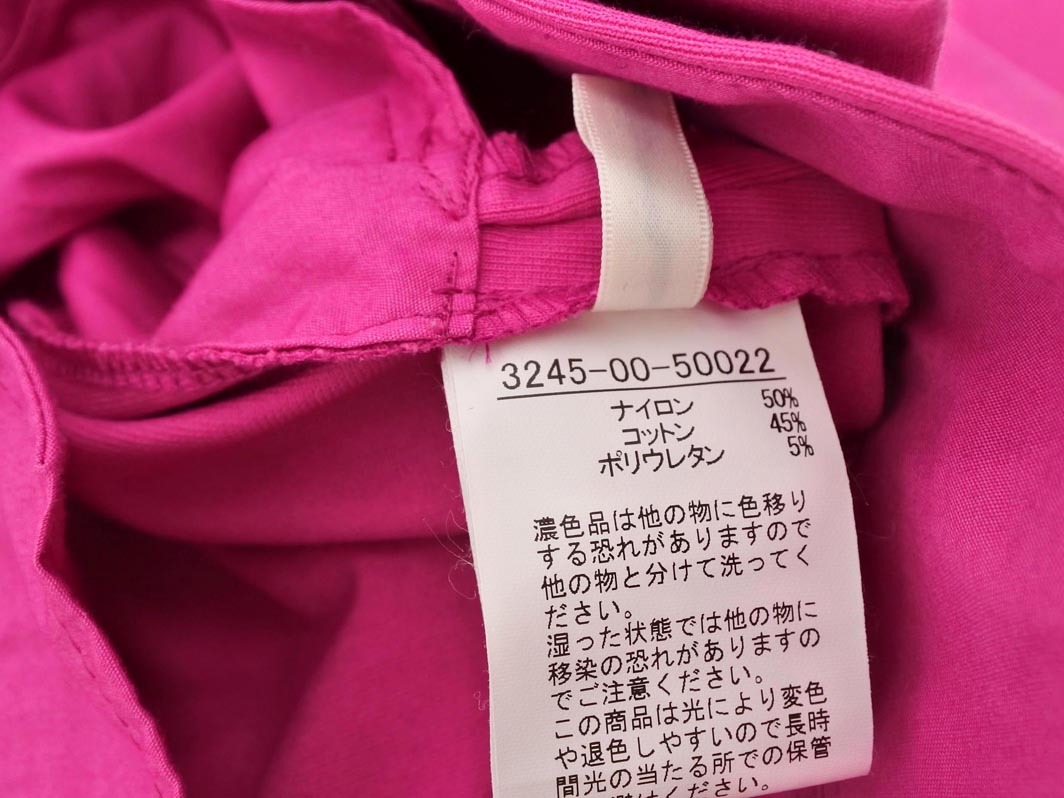 3245-00-50022
ナイロン 50%
コットン 45%
ポリウレタン 5%
濃色品は他の物に色移り
する恐れがありますので
他の物と分けて洗ってく
ださい。
湿った状態では他の物に
移染の恐れがありますの
でご注意ください。
この商品は光により変色
や退色しやすいので長時
間光の当たる所での保管
ください。